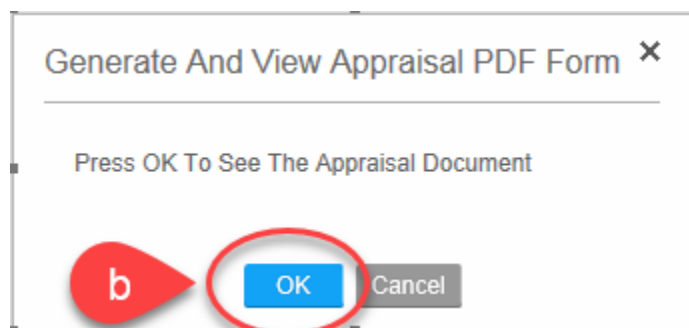 Generate And View Appraisal PDF Form ×
Press OK To See The Appraisal Document
b OK Cancel